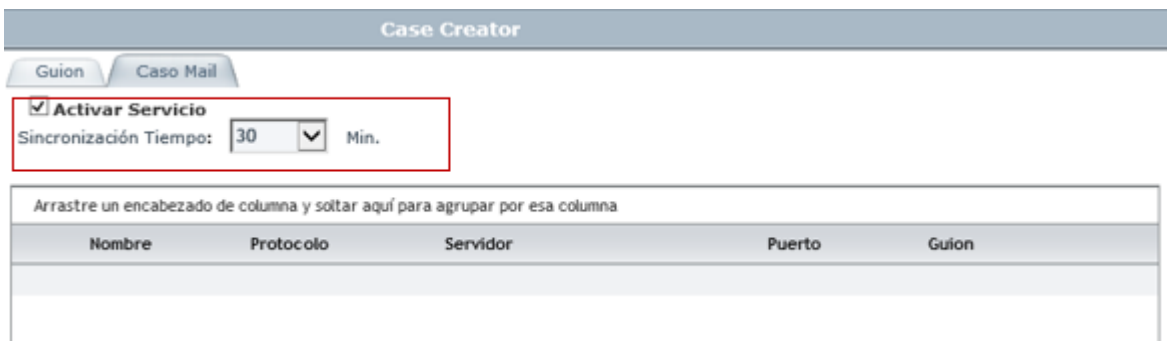 Case Creator
Guion Caso Mail
Activar Servicio
Sincronización Tiempo: 30 Min.
Arrastre un encabezado de columna y soltar aquí para agrupar por esa columna
Nombre Protocolo Servidor Puerto Guion